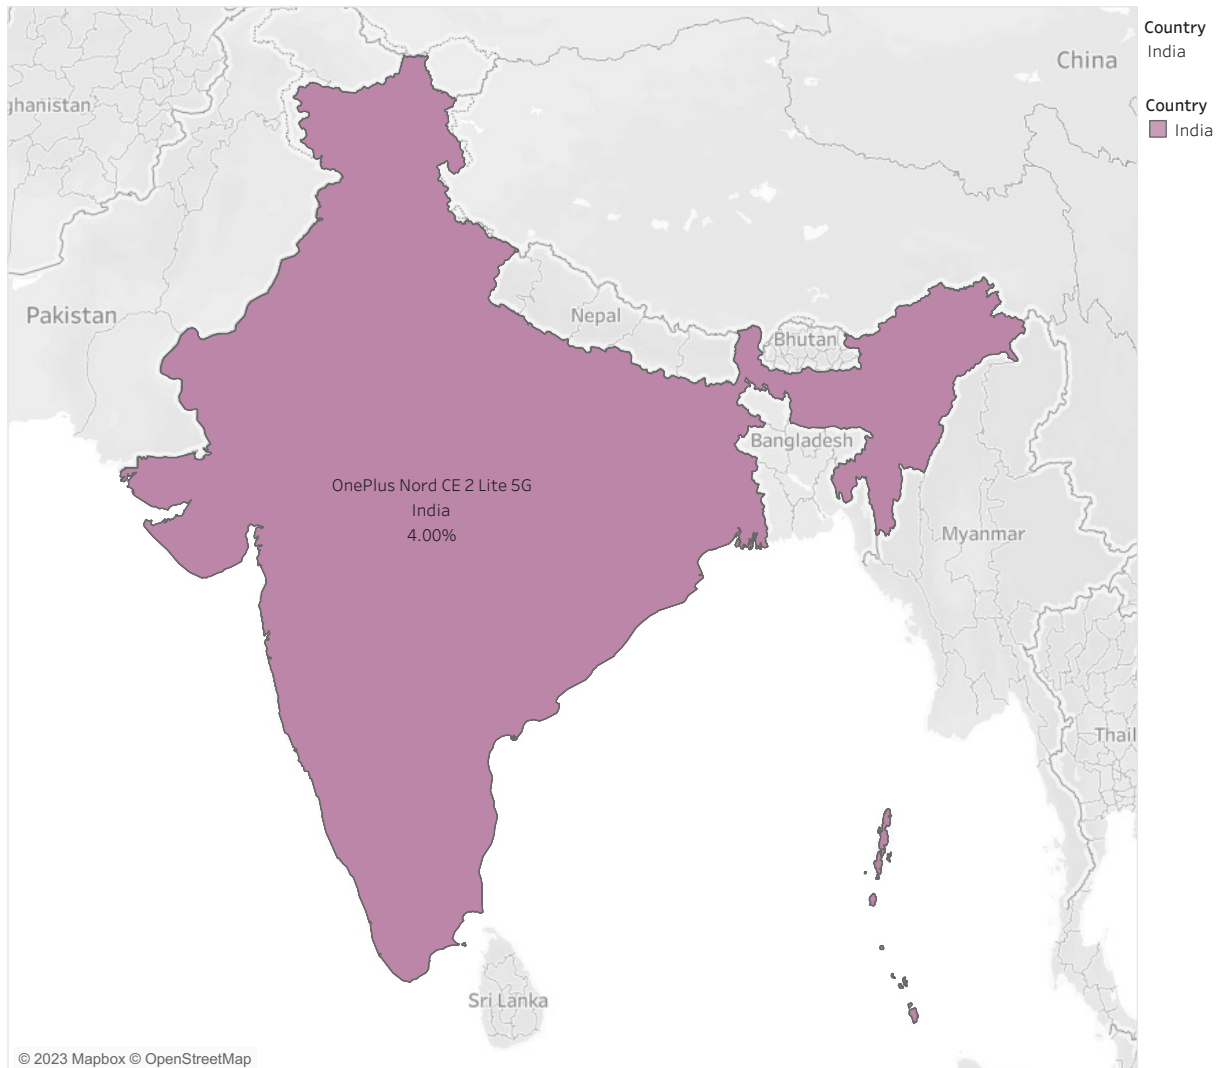 Country
India
Country
India
China
ghanistan
Pakistan
Nepal
Bhutan
Bangladesh
OnePlus Nord CE 2 Lite 5G
India
4.00%
Myanmar
Thail
Sri Lanka
© 2023 Mapbox © OpenStreetMap